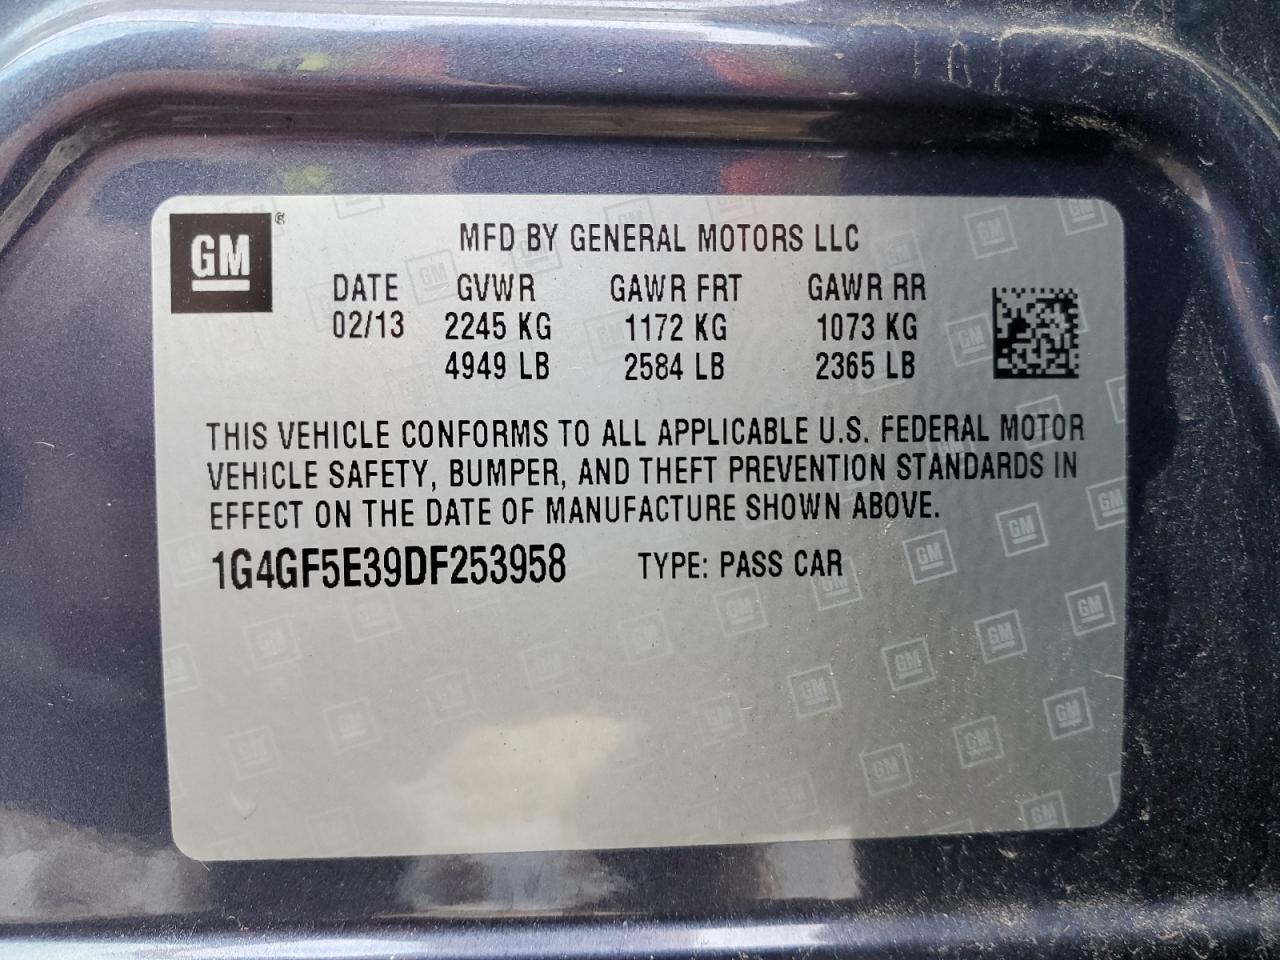 GM®
MFD BY GENERAL MOTORS LLC
DATE GVWR GAWR FRT GAWR RR
02/13 2245 KG 1172 KG 1073 KG
4949 LB 2584 LB 2365 LB
THIS VEHICLE CONFORMS TO ALL APPLICABLE U.S. FEDERAL MOTOR
VEHICLE SAFETY, BUMPER, AND THEFT PREVENTION STANDARDS IN
EFFECT ON THE DATE OF MANUFACTURE SHOWN ABOVE.
1G4GF5E39DF253958 TYPE: PASS CAR